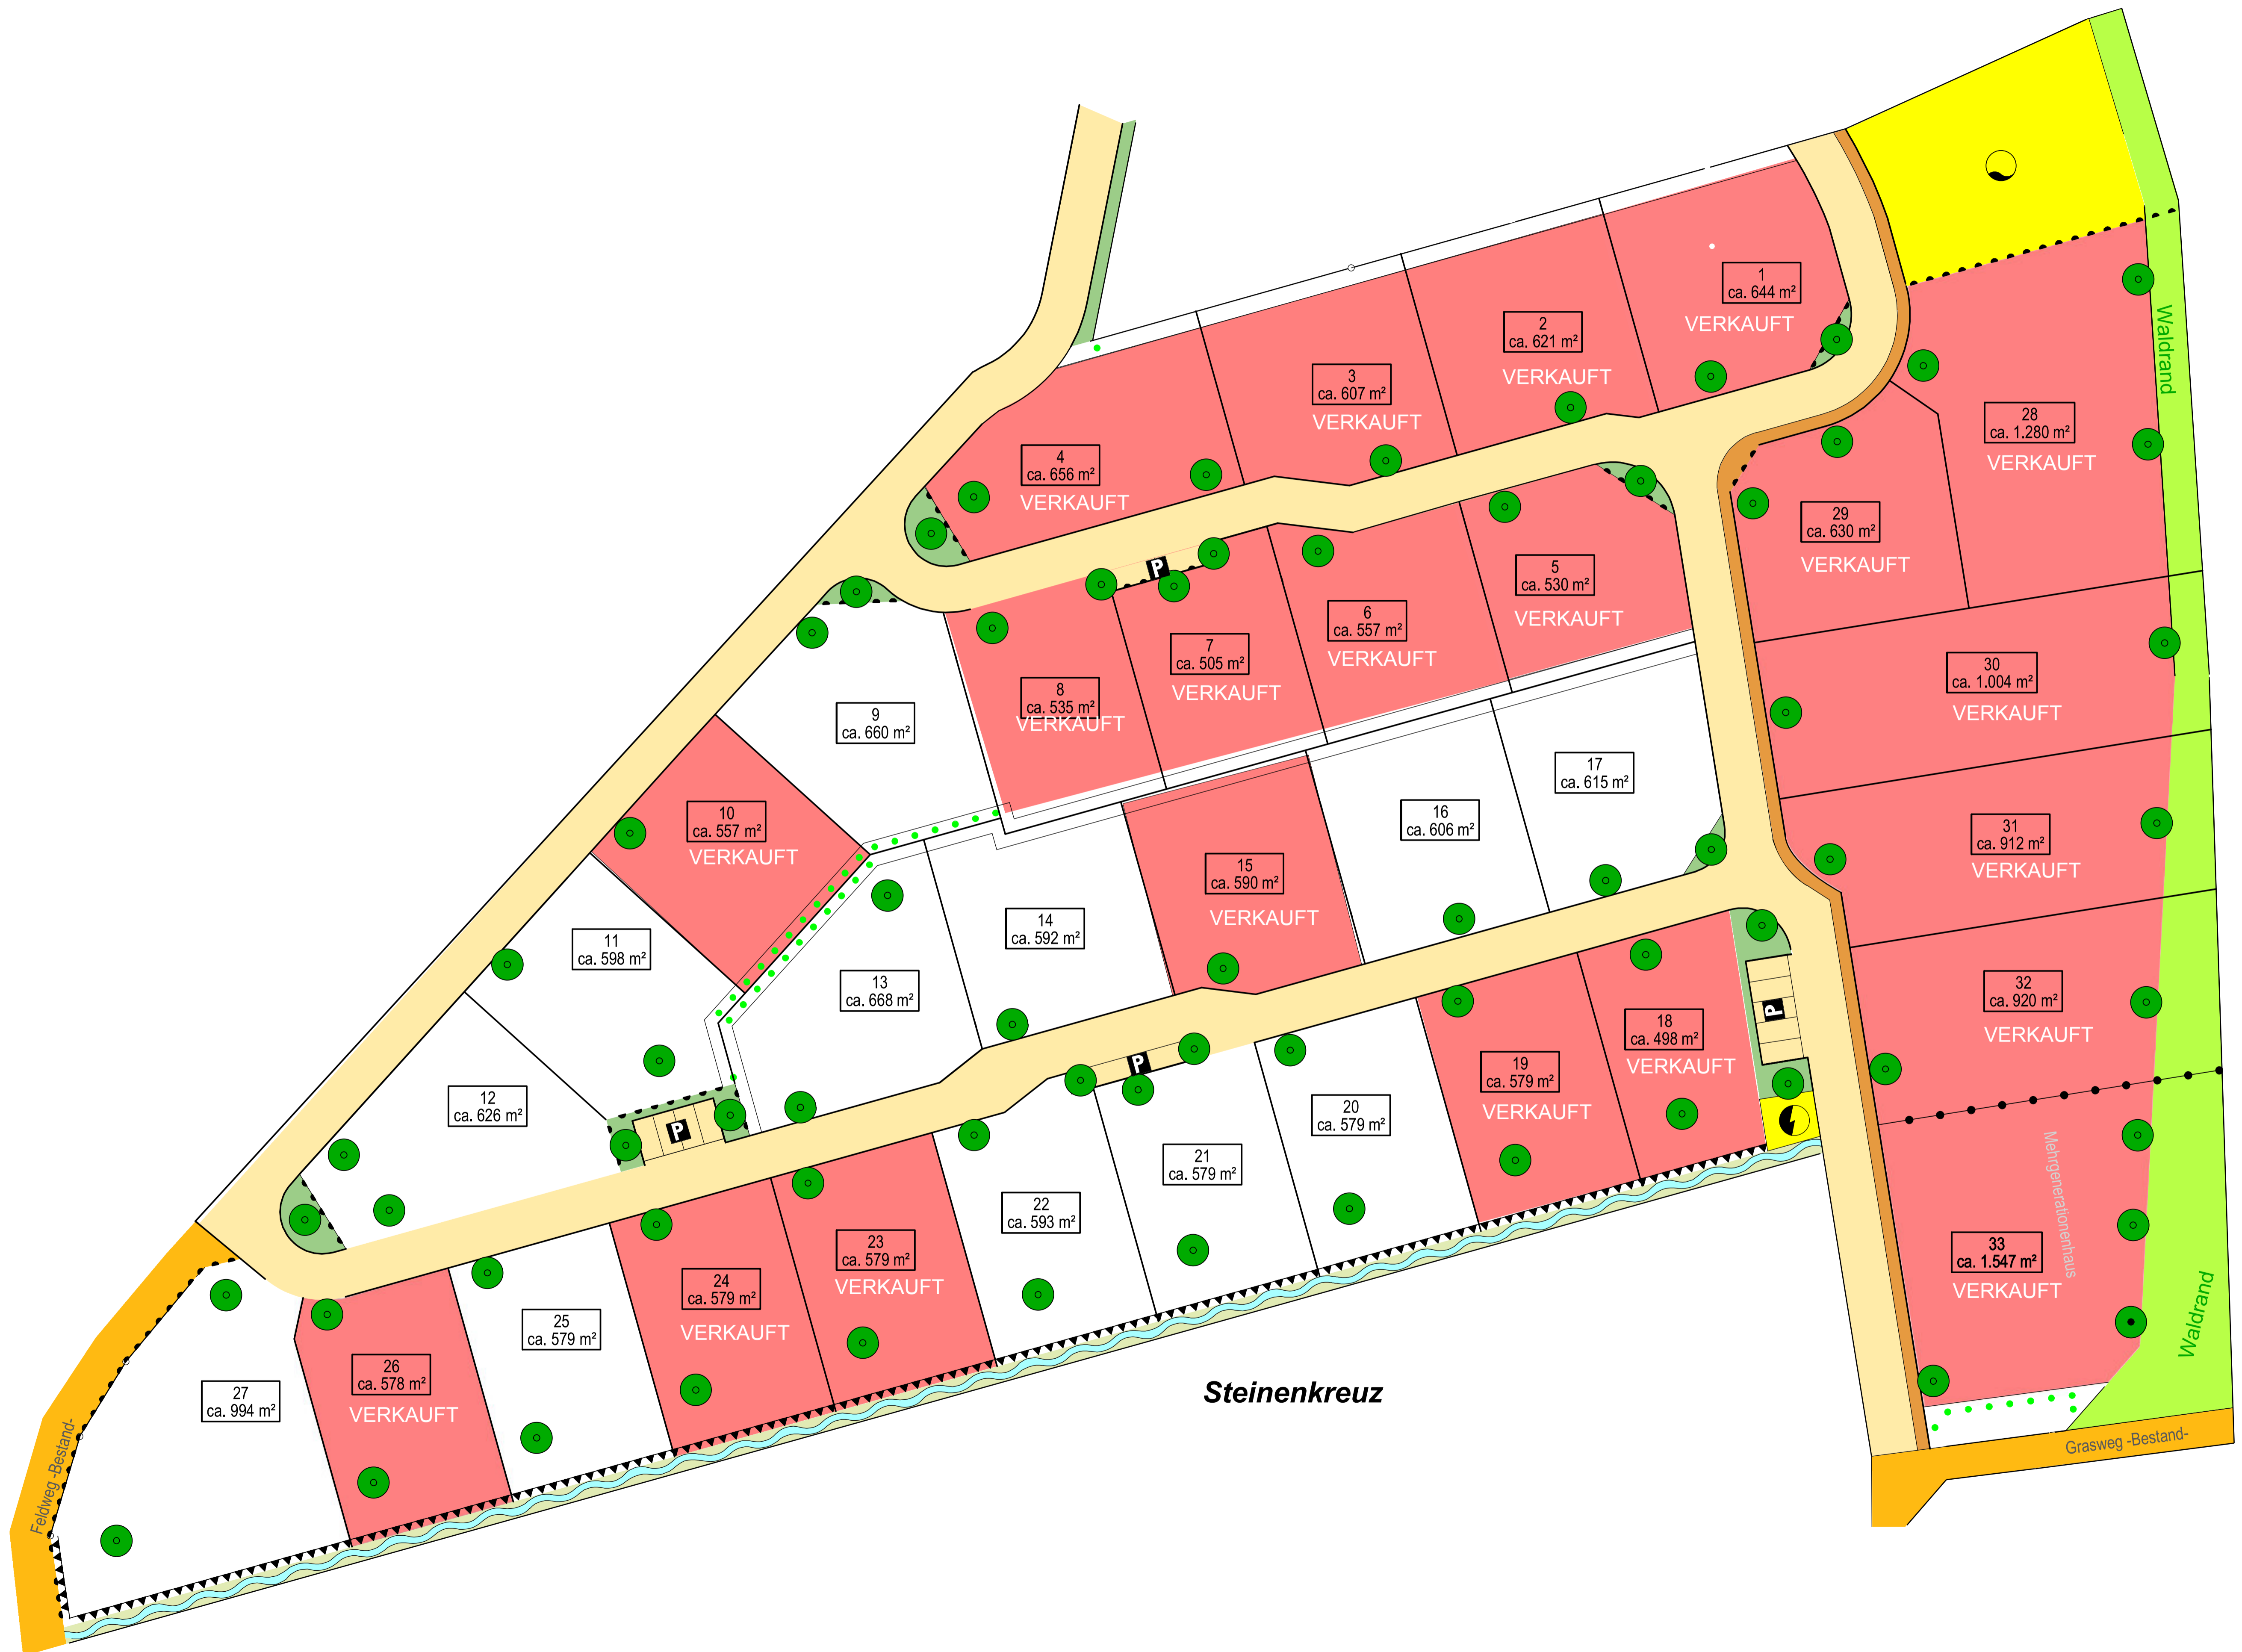 1
ca. 644 m²
VERKAUFT
2
ca. 621 m²
VERKAUFT
3
ca. 607 m²
VERKAUFT
4
ca. 656 m²
VERKAUFT
5
ca. 530 m²
VERKAUFT
6
ca. 557 m²
VERKAUFT
7
ca. 505 m²
VERKAUFT
8
ca. 535 m²
VERKAUFT
9
ca. 660 m²
10
ca. 557 m²
VERKAUFT
11
ca. 598 m²
12
ca. 626 m²
13
ca. 668 m²
14
ca. 592 m²
15
ca. 590 m²
VERKAUFT
16
ca. 606 m²
17
ca. 615 m²
18
ca. 498 m²
VERKAUFT
19
ca. 579 m²
VERKAUFT
20
ca. 579 m²
21
ca. 579 m²
22
ca. 593 m²
23
ca. 579 m²
VERKAUFT
24
ca. 579 m²
VERKAUFT
25
ca. 579 m²
26
ca. 578 m²
VERKAUFT
27
ca. 994 m²
28
ca. 1.280 m²
VERKAUFT
29
ca. 630 m²
VERKAUFT
30
ca. 1.004 m²
VERKAUFT
31
ca. 912 m²
VERKAUFT
32
ca. 920 m²
VERKAUFT
33
ca. 1.547 m²
VERKAUFT
Mehrgenerationenhaus
Waldrand
Waldrand
P
P
P
P
Steinenkreuz
Feldweg -Bestand-
Grasweg -Bestand-